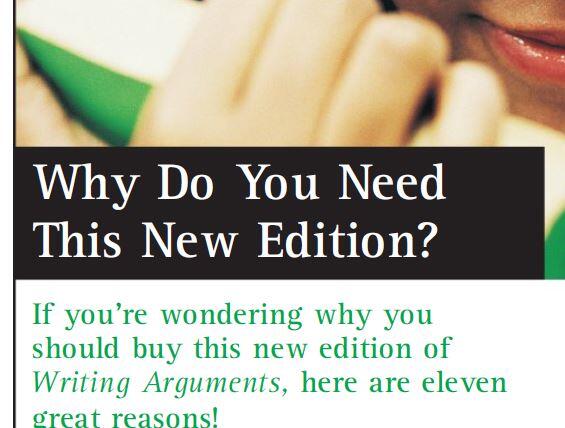 Why Do You Need
This New Edition?
If you’re wondering why you
should buy this new edition of
Writing Arguments, here are eleven
great reasons!